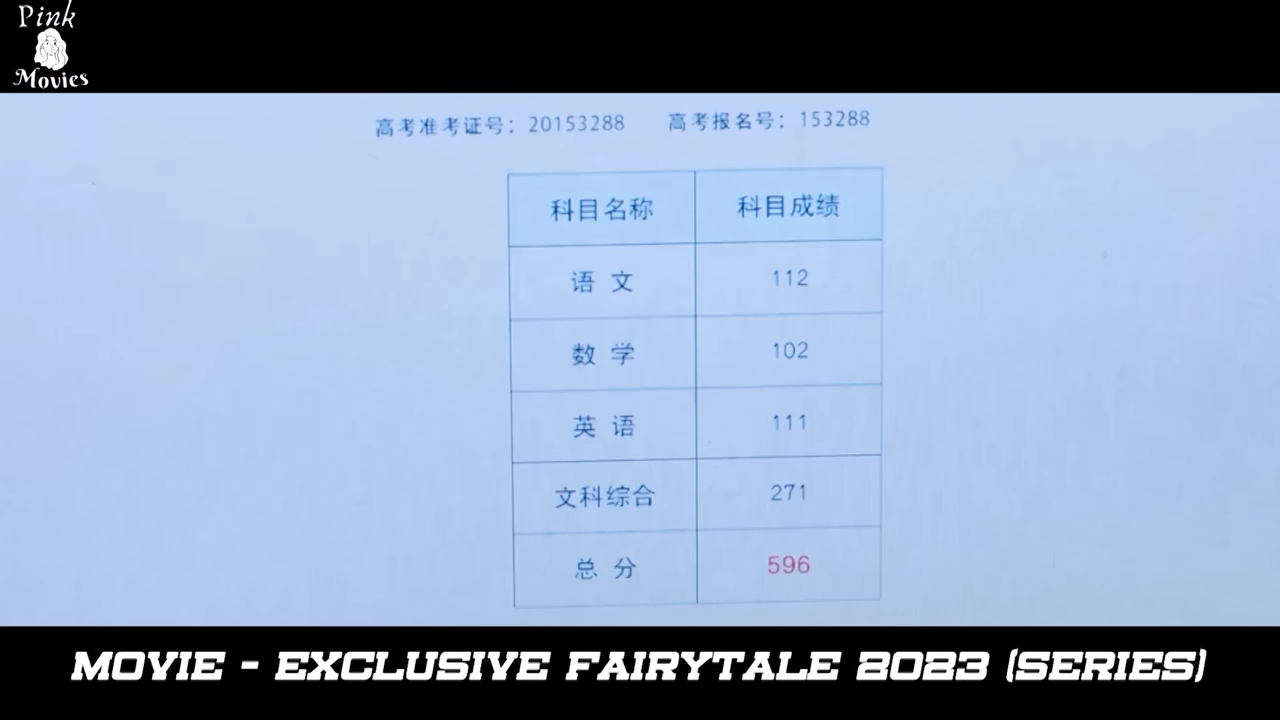 Pink
Movies
高考准考证号：20153288 高考报名号：153288
科目名称 科目成绩
语 文 112
数 学 102
英 语 111
文科综合 271
总 分 596
MOVIE - EXCLUSIVE FAIRYTALE 2023 (SERIES)